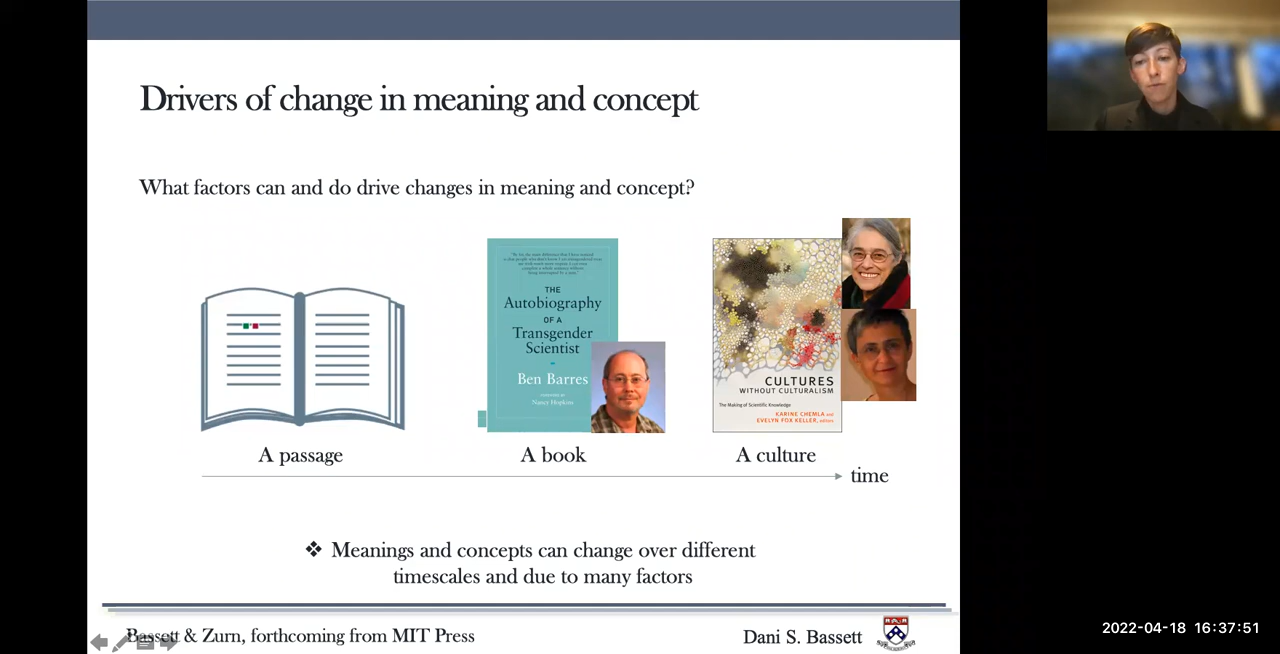 Drivers of change in meaning and concept
What factors can and do drive changes in meaning and concept?
THE
Autobiography
OF A
Transgender
Scientist
Ben Barres
Nancy Hopkins
CULTURES
WITHOUT CULTURALISM
The Making of Scientific Knowledge
KARINE CHEMLA and
EVELYN FOX KELLER, editors
A passage
A book
A culture
time
❖ Meanings and concepts can change over different
timescales and due to many factors
Bassett & Zurn, forthcoming from MIT Press
Dani S. Bassett
2022-04-18 16:37:51